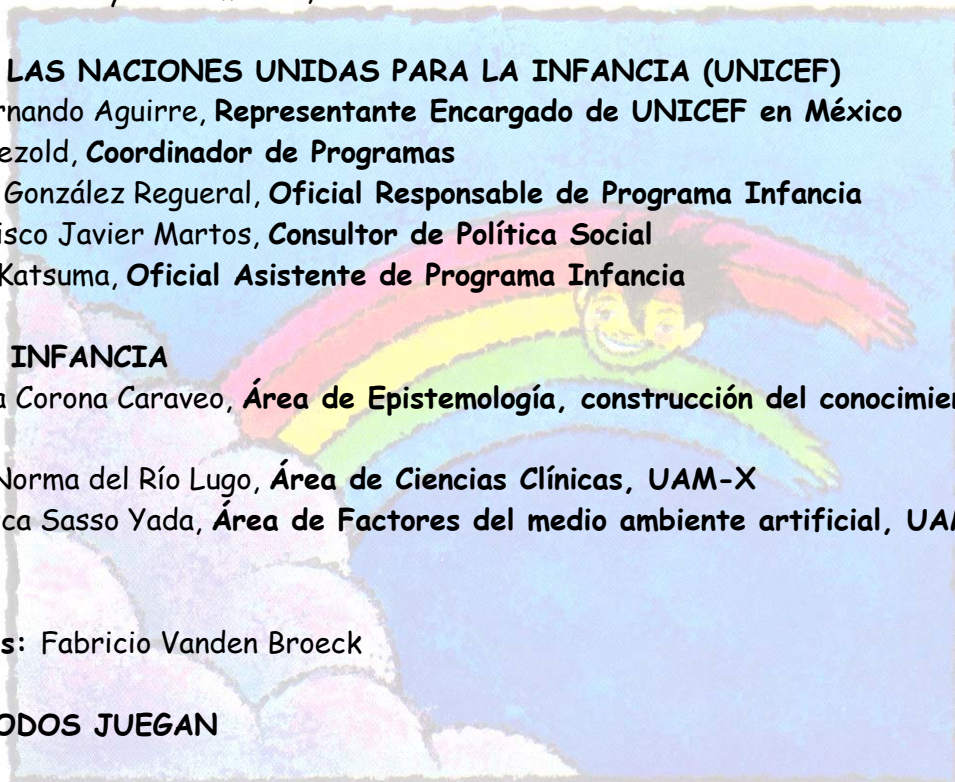 LAS NACIONES UNIDAS PARA LA INFANCIA (UNICEF)
rnando Aguirre, Representante Encargado de UNICEF en México
ezold, Coordinador de Programas
González Regueral, Oficial Responsable de Programa Infancia
isco Javier Martos, Consultor de Política Social
Katsuma, Oficial Asistente de Programa Infancia
INFANCIA
a Corona Caraveo, Área de Epistemología, construcción del conocimie
Norma del Río Lugo, Área de Ciencias Clínicas, UAM-X
ca Sasso Yada, Área de Factores del medio ambiente artificial, UA
s: Fabricio Vanden Broeck
ODOS JUEGAN